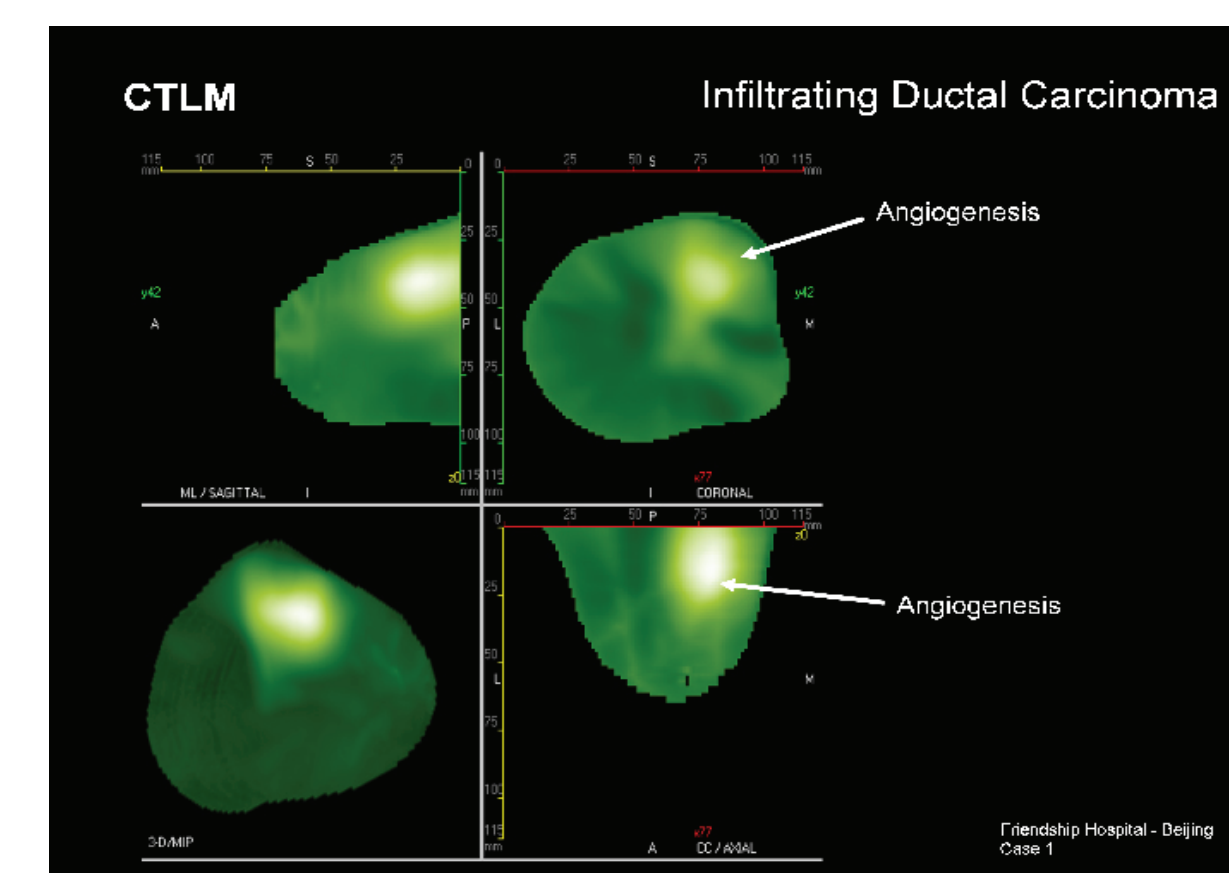 CTLM
Infiltrating Ductal Carcinoma
115 100 75 S 50 25 0
mm
0 25 50 S 75 100 115
mm
Angiogenesis
25 25
y42
y42
50 50
A
P L
M
75 75
100 100
z0 115 115
mm mm
x77
ML / SAGITTAL I
I CORONAL
0 25 50 P 75 100 115
mm
z0
25
Angiogenesis
50
L
M
75
100
115
mm
x77
3-D/MIP
A CC / AXIAL
Friendship Hospital - Beijing
Case 1